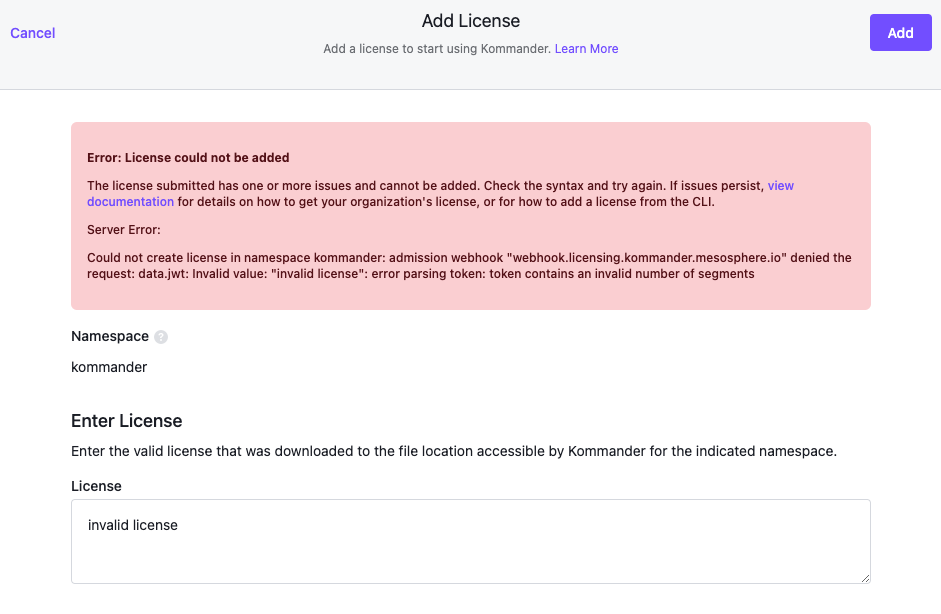 Cancel
Add License
Add
Add a license to start using Kommander. Learn More
Error: License could not be added
The license submitted has one or more issues and cannot be added. Check the syntax and try again. If issues persist, view
documentation for details on how to get your organization's license, or for how to add a license from the CLI.
Server Error:
Could not create license in namespace kommander: admission webhook "webhook.licensing.kommander.mesosphere.io" denied the
request: data.jwt: Invalid value: "invalid license": error parsing token: token contains an invalid number of segments
Namespace ?
kommander
Enter License
Enter the valid license that was downloaded to the file location accessible by Kommander for the indicated namespace.
License
invalid license